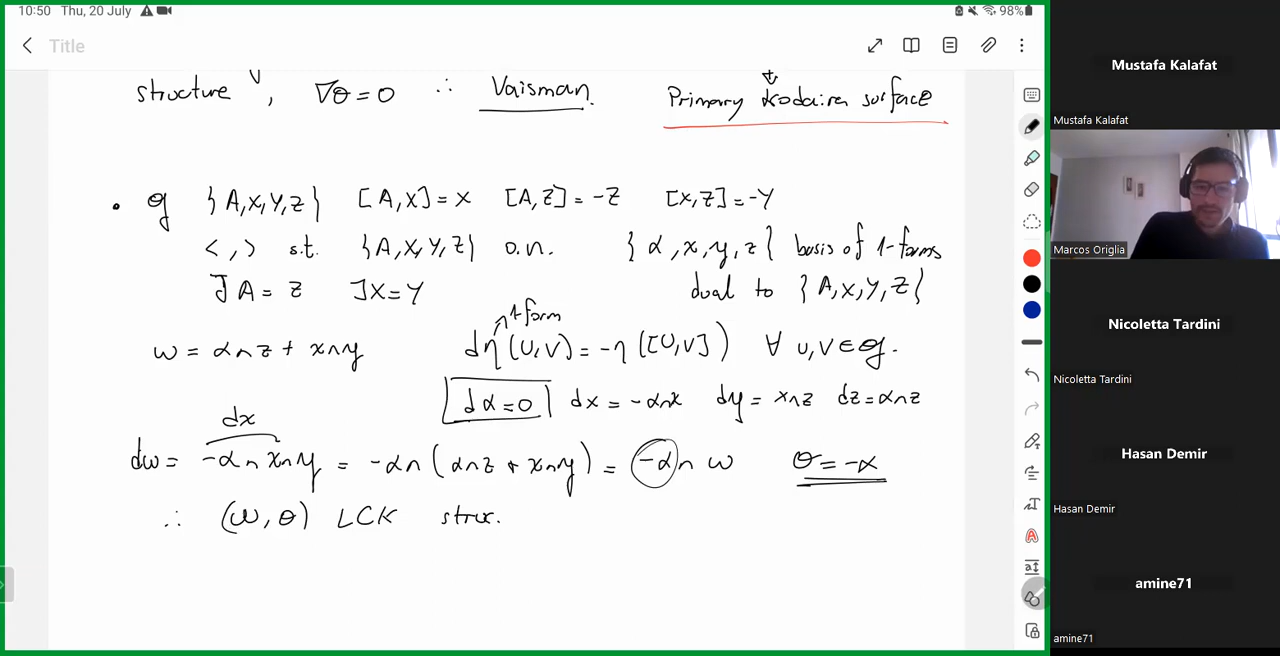 10:50 Thu, 20 July 98%
Title
structure , ∇θ = 0 ∴ Vaisman. Primary Kodaira surface
• g {A,X,Y,Z} [A,X] = X [A,Z] = -Z [X,Z] = -Y
< , > s.t. {A,X,Y,Z} o.n. {α,x,y,z} basis of 1-forms
JA = Z JX = Y dual to {A,X,Y,Z}
1-form
ω = α∧z + x∧y dη(U,V) = -η([U,V]) ∀ U,V ∈ g.
dα = 0 dx = -α∧x dy = x∧z dz = α∧z
dx
dω = -α∧x∧y = -α∧(α∧z + x∧y) = -α∧ω θ = -α
∴ (ω,θ) LCK strux.
Mustafa Kalafat
Mustafa Kalafat
Marcos Origlia
Nicoletta Tardini
Nicoletta Tardini
Hasan Demir
Hasan Demir
amine71
amine71